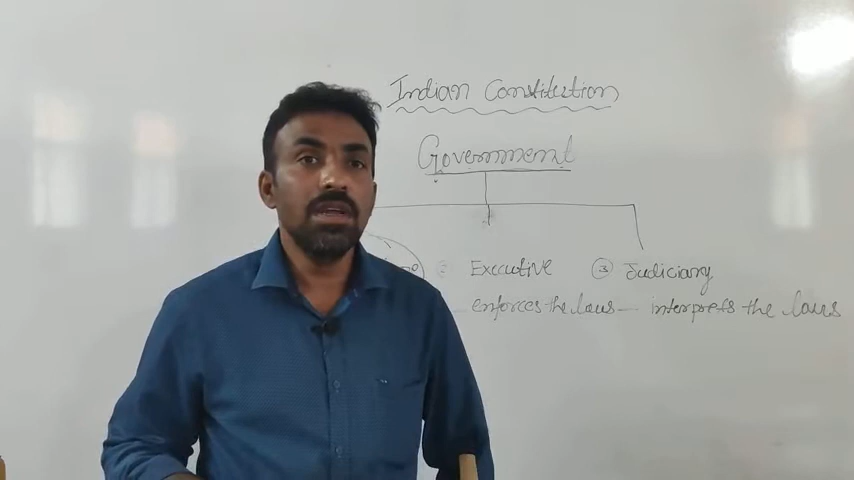 Indian Constitution
Government
② Executive ③ Judiciary
enforces the laws — interprets the laws